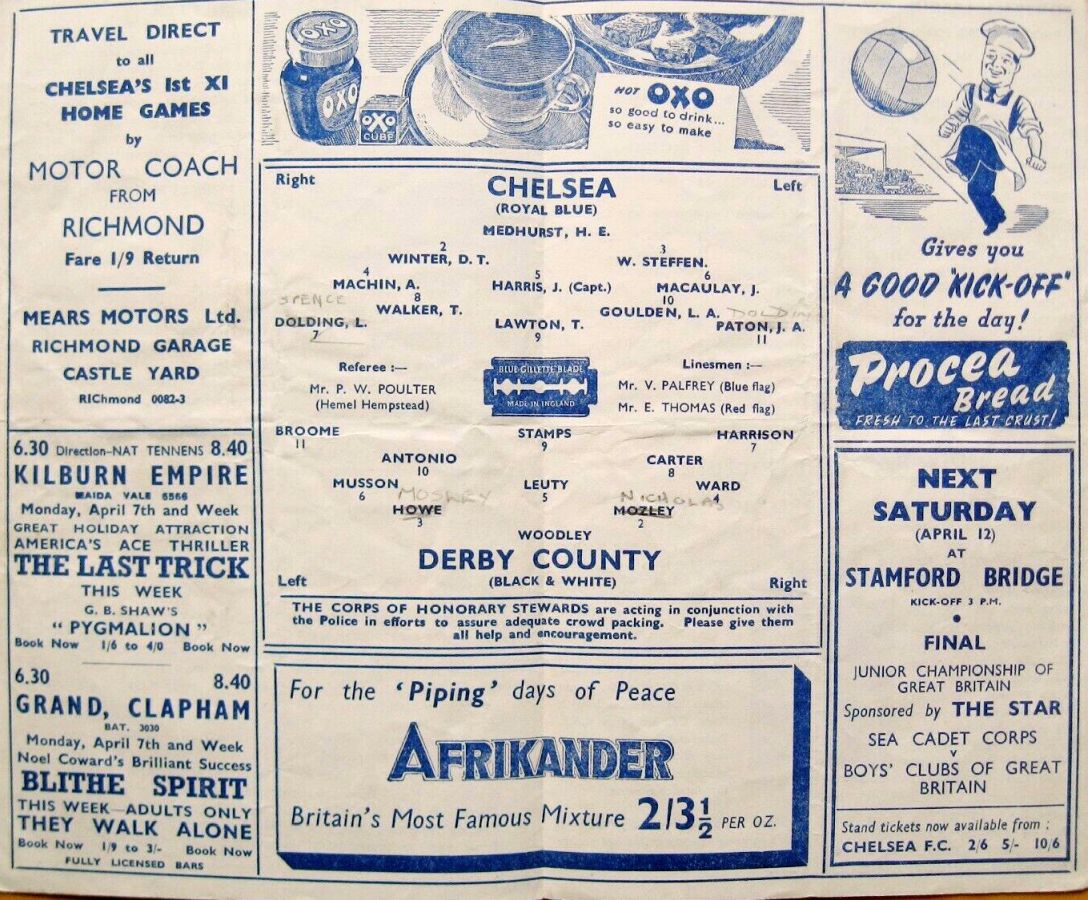 TRAVEL DIRECT
to all
CHELSEA'S 1st XI
HOME GAMES
by
MOTOR COACH
FROM
RICHMOND
Fare 1/9 Return
MEARS MOTORS Ltd.
RICHMOND GARAGE
CASTLE YARD
RIChmond 0082-3
6.30 Direction-NAT TENNENS 8.40
KILBURN EMPIRE
MAIDA VALE 6566
Monday, April 7th and Week
GREAT HOLIDAY ATTRACTION
AMERICA'S ACE THRILLER
THE LAST TRICK
THIS WEEK
G. B. SHAW'S
" PYGMALION "
Book Now 1/6 to 4/0 Book Now
6.30 8.40
GRAND, CLAPHAM
BAT. 3030
Monday, April 7th and Week
Noel Coward's Brilliant Success
BLITHE SPIRIT
THIS WEEK—ADULTS ONLY
THEY WALK ALONE
Book Now 1/9 to 3/- Book Now
FULLY LICENSED BARS
OXO
OXO
OXO
CUBE
HOT OXO
so good to drink...
so easy to make
Right CHELSEA Left
(ROYAL BLUE)
MEDHURST, H. E.
2 3
WINTER, D. T. W. STEFFEN.
4 5 6
MACHIN, A. HARRIS, J. (Capt.) MACAULAY, J.
SPENCE 8 10
WALKER, T. GOULDEN, L. A. DOLDIN
DOLDING, L. LAWTON, T. PATON, J. A.
7 9 11
Referee :— Linesmen :—
Mr. P. W. POULTER
(Hemel Hempstead)
BLUE GILLETTE BLADE
MADE IN ENGLAND
Mr. V. PALFREY (Blue flag)
Mr. E. THOMAS (Red flag)
BROOME STAMPS HARRISON
11 9 7
ANTONIO CARTER
10 8
MUSSON LEUTY WARD
6 MOSREY 5 NICHOLAS 4
HOWE MOZLEY
3 2
WOODLEY
DERBY COUNTY
Left (BLACK & WHITE) Right
THE CORPS OF HONORARY STEWARDS are acting in conjunction with
the Police in efforts to assure adequate crowd packing. Please give them
all help and encouragement.
For the 'Piping' days of Peace
AFRIKANDER
Britain's Most Famous Mixture 2/3½ PER OZ.
Gives you
A GOOD "KICK-OFF"
for the day!
Procea
Bread
FRESH TO THE LAST CRUST!
NEXT
SATURDAY
(APRIL 12)
AT
STAMFORD BRIDGE
KICK-OFF 3 P.M.
•
FINAL
JUNIOR CHAMPIONSHIP OF
GREAT BRITAIN
Sponsored by THE STAR
SEA CADET CORPS
v
BOYS' CLUBS OF GREAT
BRITAIN
Stand tickets now available from :
CHELSEA F.C. 2/6 5/- 10/6